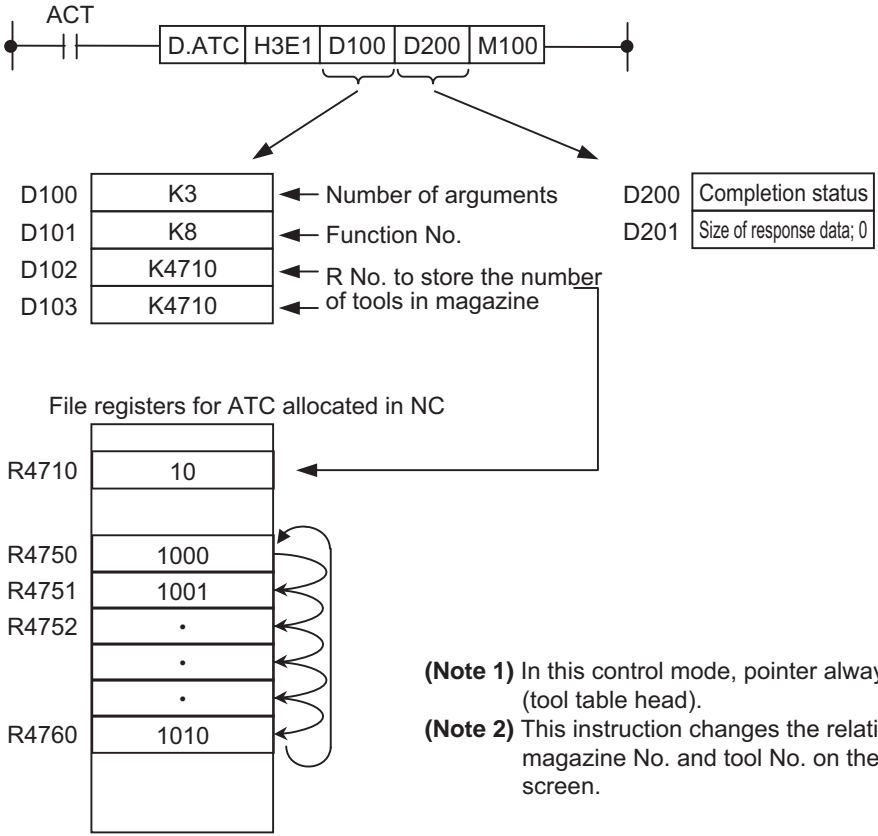 ACT
D.ATC H3E1 D100 D200 M100
D100 K3 Number of arguments
D101 K8 Function No.
D102 K4710 R No. to store the number
D103 K4710 of tools in magazine
D200 Completion status
D201 Size of response data; 0
File registers for ATC allocated in NC
R4710 10
R4750 1000
R4751 1001
R4752 ·
·
·
R4760 1010
(Note 1) In this control mode, pointer
(tool table head).
(Note 2) This instruction changes the
magazine No. and tool No. on the
screen.